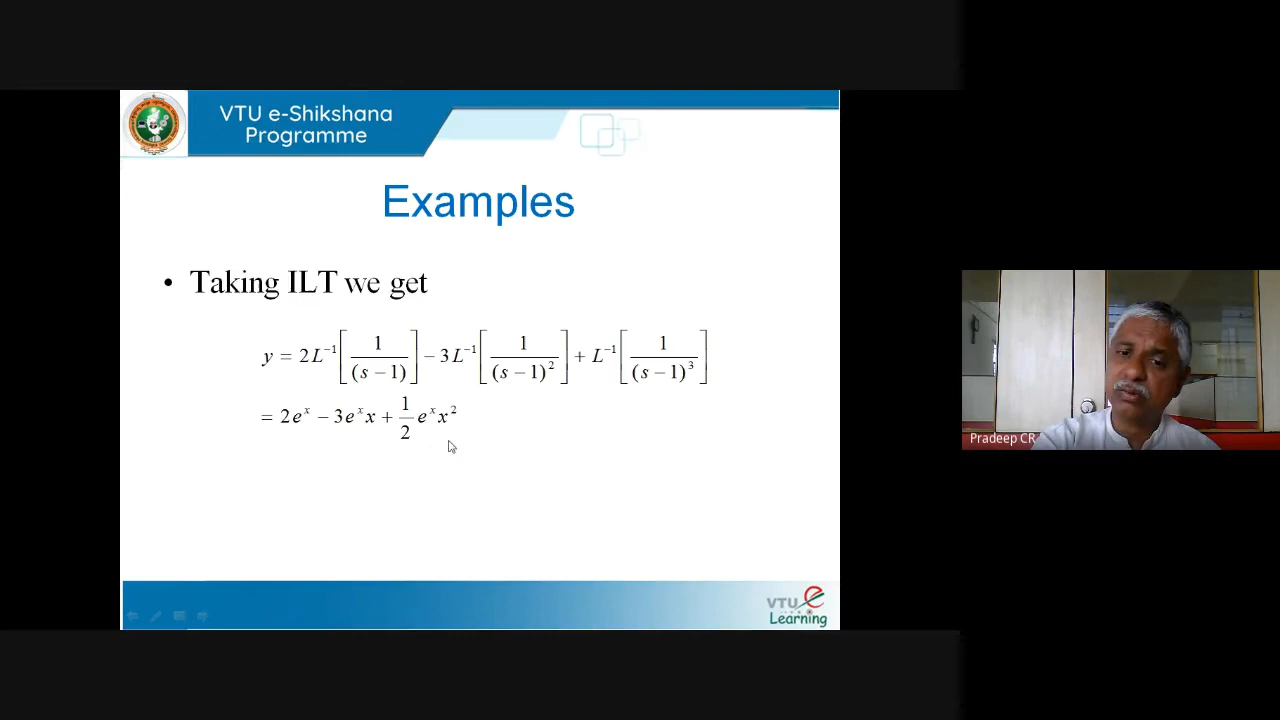 VTU e-Shikshana
Programme
Examples
• Taking ILT we get
y = 2L⁻¹[1/(s − 1)] − 3L⁻¹[1/(s − 1)²] + L⁻¹[1/(s − 1)³]
= 2eˣ − 3eˣx + 1/2 eˣx²
Pradeep CR
VTU e
Learning